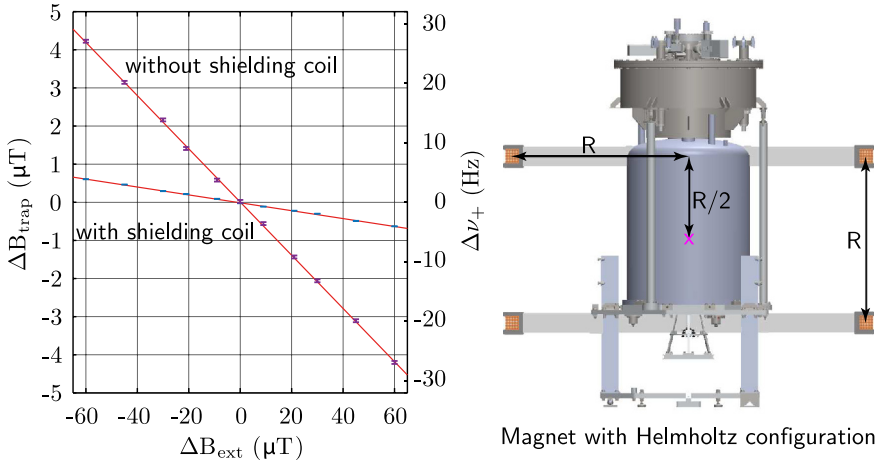 5
4
3
2
1
0
-1
-2
-3
-4
-5
ΔB_trap (µT)
without shielding coil
with shielding coil
30
20
10
0
-10
-20
-30
Δν₊ (Hz)
-60 -40 -20 0 20 40 60
ΔB_ext (µT)
R
R/2
R
x
Magnet with Helmholtz configuration